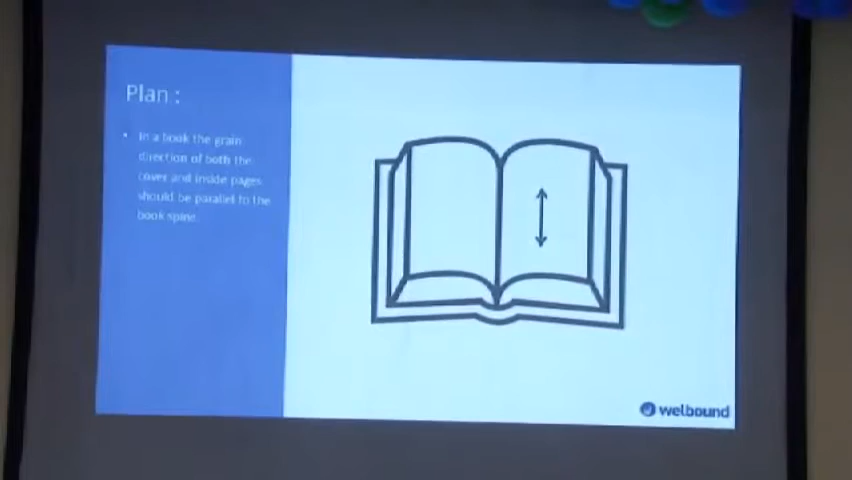 Plan :
• In a book the grain
direction of both the
cover and inside pages
should be parallel to the
book spine
welbound